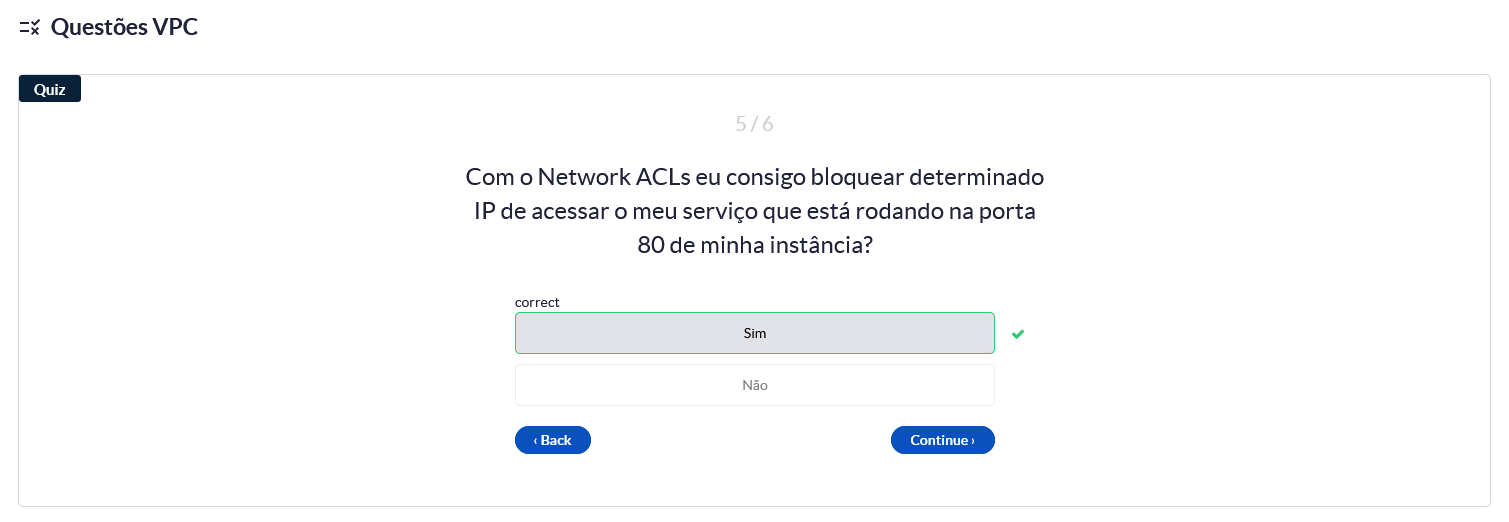 Questões VPC
Quiz
5 / 6
Com o Network ACLs eu consigo bloquear determinado
IP de acessar o meu serviço que está rodando na porta
80 de minha instância?
correct
Sim
Não
‹ Back
Continue ›